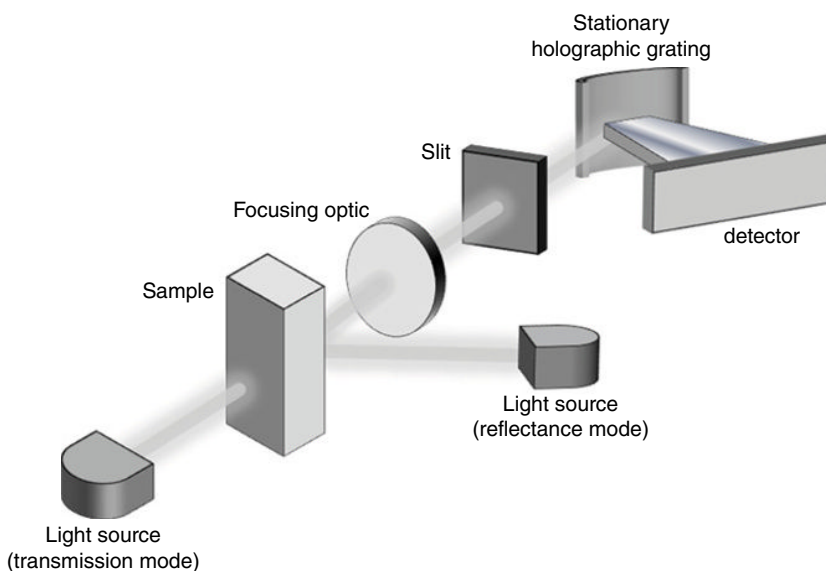 Stationary
holographic grating
Slit
Focusing optic
detector
Sample
Light source
(reflectance mode)
Light source
(transmission mode)